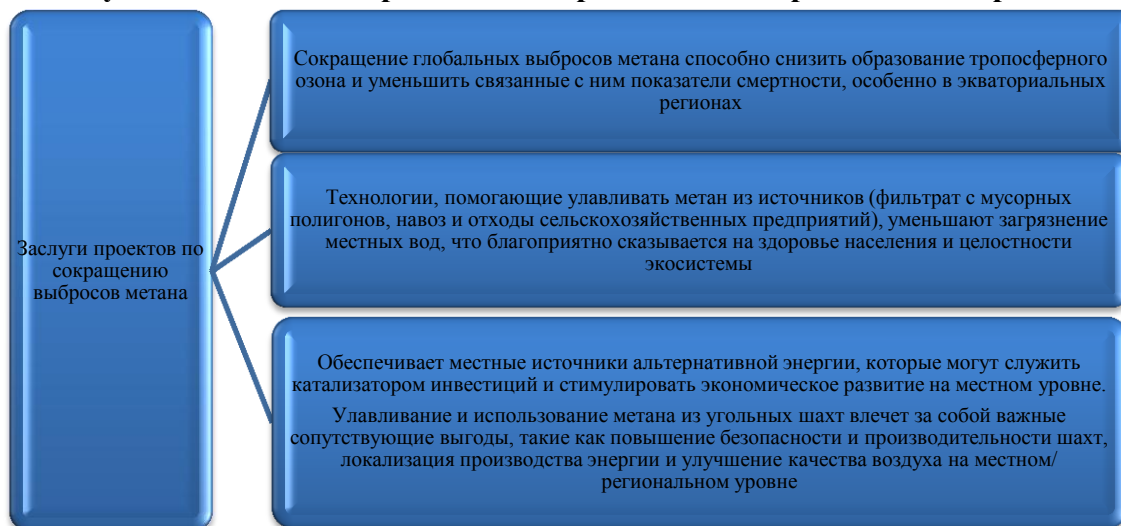 Заслуги проектов по
сокращению
выбросов метана
Сокращение глобальных выбросов метана способно снизить образование тропосферного
озона и уменьшить связанные с ним показатели смертности, особенно в экваториальных
регионах
Технологии, помогающие улавливать метан из источников (фильтрат с мусорных
полигонов, навоз и отходы сельскохозяйственных предприятий), уменьшают загрязнение
местных вод, что благоприятно сказывается на здоровье населения и целостности
экосистемы
Обеспечивает местные источники альтернативной энергии, которые могут служить
катализатором инвестиций и стимулировать экономическое развитие на местном уровне.
Улавливание и использование метана из угольных шахт влечет за собой важные
сопутствующие выгоды, такие как повышение безопасности и производительности шахт,
локализация производства энергии и улучшение качества воздуха на местном/
региональном уровне